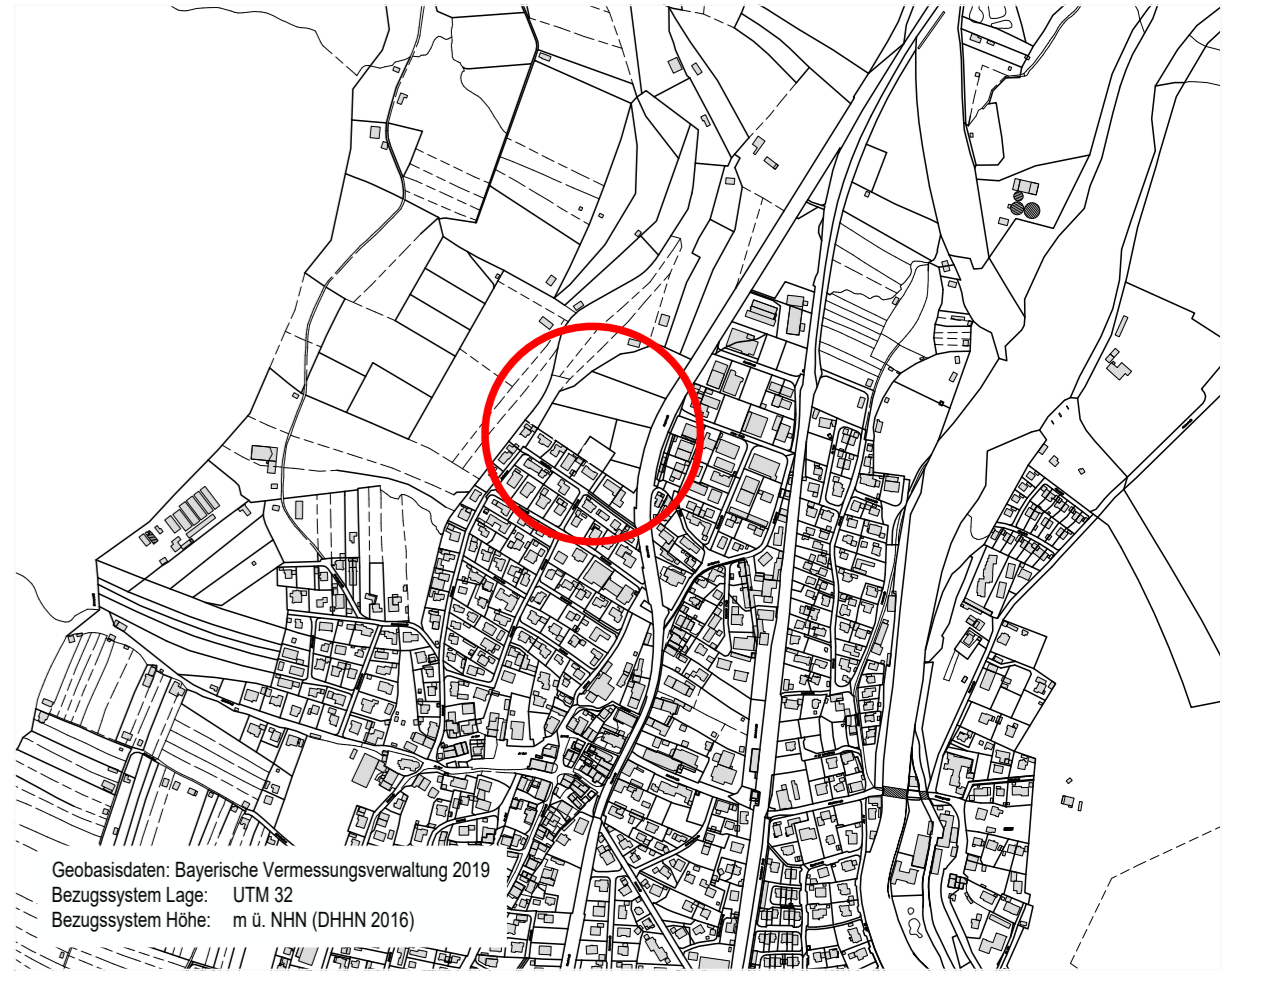 Geobasisdaten: Bayerische Vermessungsverwaltung 2019
Bezugssystem Lage: UTM 32
Bezugssystem Höhe: m ü. NHN (DHHN 2016)